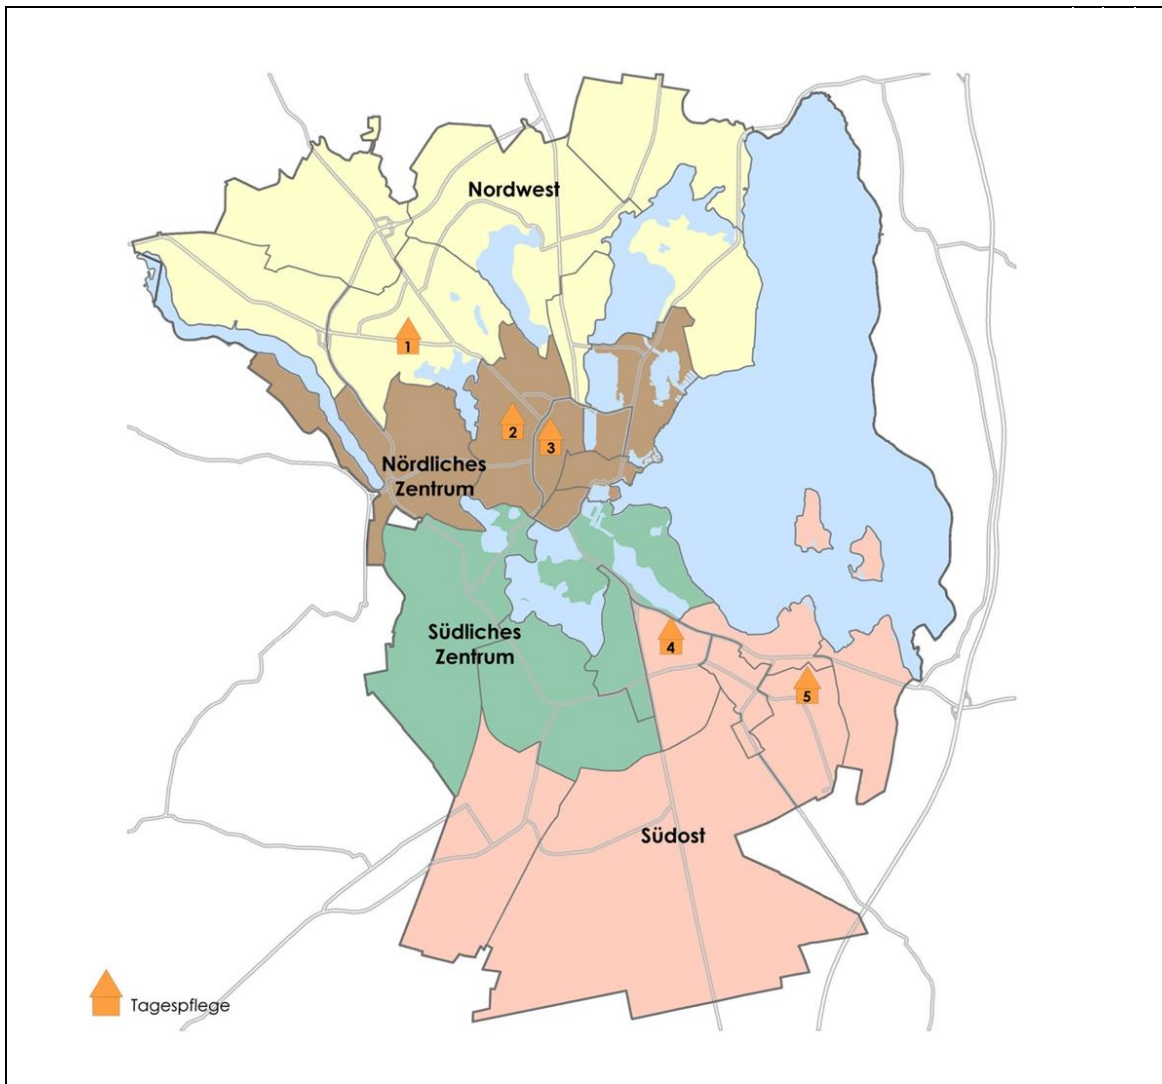 Nordwest
1
2
3
Nördliches
Zentrum
Südliches
Zentrum
4
5
Südost
Tagespflege